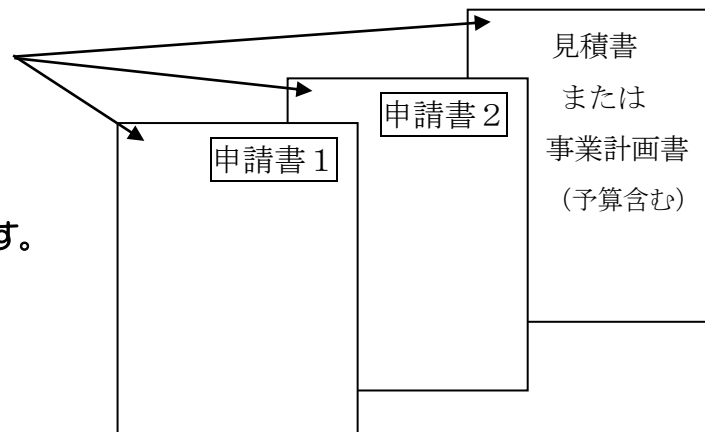 見積書
または
事業計画書
（予算含む）
申請書２
申請書１
す。